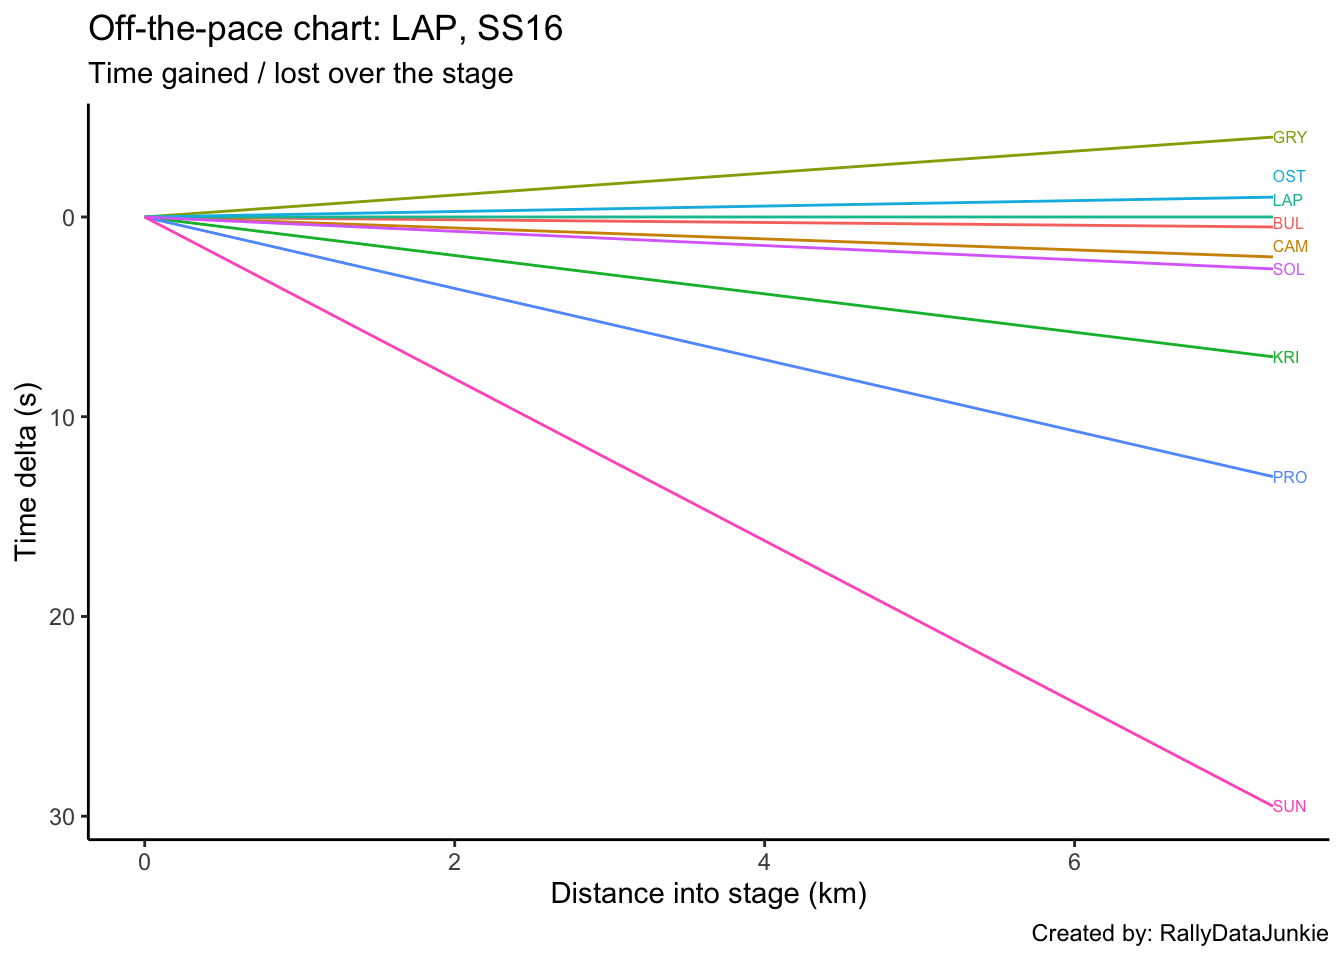 Off-the-pace chart: LAP, SS16
Time gained / lost over the stage
GRY
OST
LAP
BUL
CAM
SOL
KRI
PRO
SUN
0
10
20
30
Time delta (s)
0 2 4 6
Distance into stage (km)
Created by: RallyDataJunkie